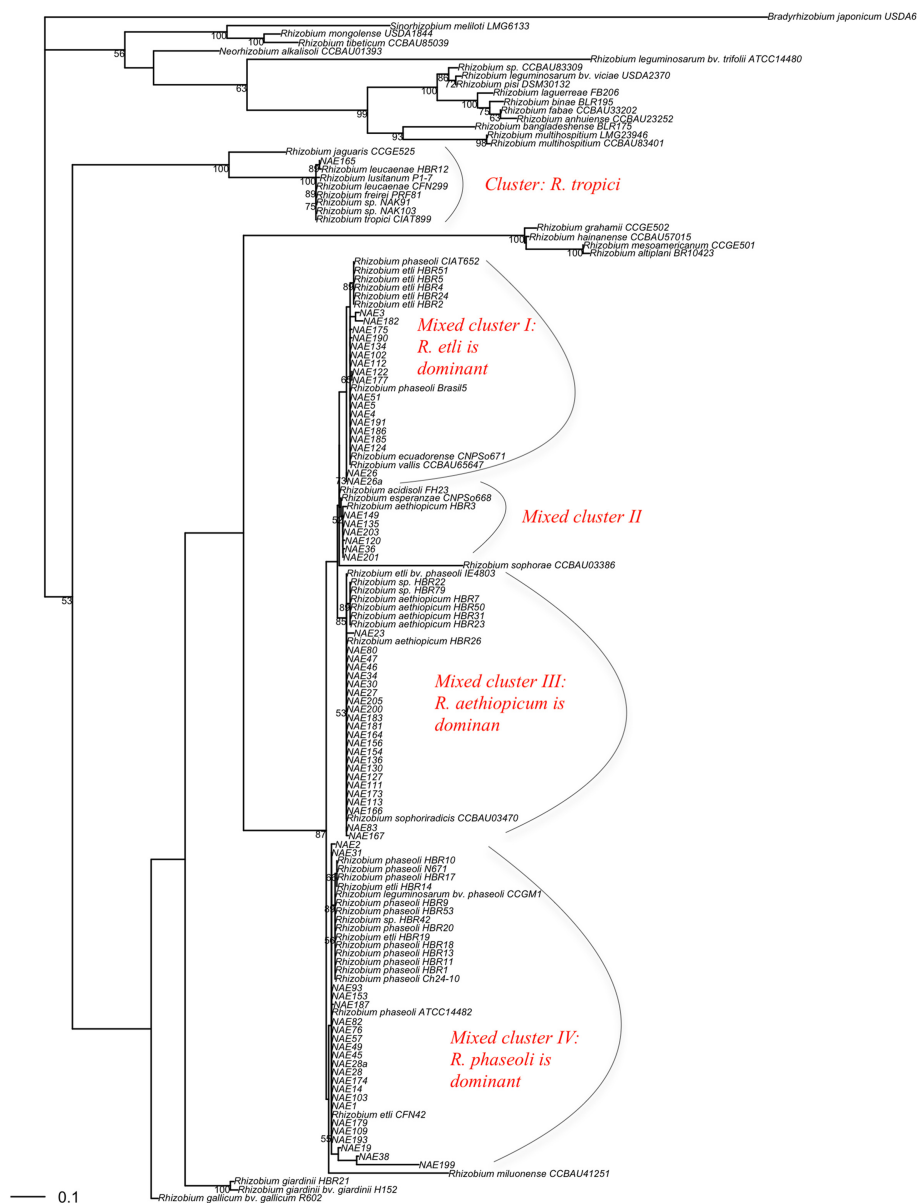 Bradyrhizobium japonicum USDA6
Sinorhizobium meliloti LMG6133
100
Rhizobium mongolense USDA1844
100
Rhizobium tibeticum CCBAU85039
56
Neorhizobium alkalisoli CCBAU01393
Rhizobium leguminosarum bv. trifolii ATCC14480
63
Rhizobium sp. CCBAU83309
86
Rhizobium leguminosarum bv. viciae USDA2370
72
Rhizobium pisi DSM30132
100
Rhizobium laguerreae FB206
100
Rhizobium binae BLR195
75
Rhizobium fabae CCBAU33202
63
Rhizobium anhuiense CCBAU23252
99
Rhizobium bangladeshense BLR175
93
Rhizobium multihospitium LMG23946
98
Rhizobium multihospitium CCBAU83401
Rhizobium jaguaris CCGE525
100
NAE165
89
Rhizobium leucaenae HBR12
100
Rhizobium lusitanum P1-7
Rhizobium leucaenae CFN299
89
Rhizobium freirei PRF81
Rhizobium sp. NAK91
75
Rhizobium sp. NAK103
Rhizobium tropici CIAT899
Cluster: R. tropici
Rhizobium grahamii CCGE502
100
Rhizobium hainanense CCBAU57015
Rhizobium mesoamericanum CCGE501
100
Rhizobium altiplani BR10423
Rhizobium phaseoli CIAT652
Rhizobium etli HBR51
Rhizobium etli HBR5
89
Rhizobium etli HBR4
Rhizobium etli HBR24
Rhizobium etli HBR2
NAE3
NAE182
NAE175
NAE190
NAE134
NAE102
NAE112
NAE122
NAE177
Rhizobium phaseoli Brasil5
NAE51
NAE5
NAE4
NAE191
NAE186
NAE185
NAE124
Rhizobium ecuadorense CNPSo671
Rhizobium vallis CCBAU65647
NAE26
73
NAE26a
Mixed cluster I:
R. etli is
dominant
Rhizobium acidisoli FH23
Rhizobium esperanzae CNPSo668
Rhizobium aethiopicum HBR3
NAE149
NAE135
NAE203
NAE120
NAE36
NAE201
Mixed cluster II
Rhizobium sophorae CCBAU03386
Rhizobium etli bv. phaseoli IE4803
Rhizobium sp. HBR22
Rhizobium sp. HBR79
Rhizobium aethiopicum HBR7
89
Rhizobium aethiopicum HBR50
Rhizobium aethiopicum HBR31
85
Rhizobium aethiopicum HBR23
NAE23
Rhizobium aethiopicum HBR26
NAE80
NAE47
NAE46
NAE34
NAE30
NAE27
NAE205
NAE200
53
NAE183
NAE181
NAE164
NAE156
NAE154
NAE136
NAE130
NAE127
NAE111
NAE173
NAE113
NAE166
Rhizobium sophoriradicis CCBAU03470
NAE83
NAE167
Mixed cluster III:
R. aethiopicum is
dominan
53
87
NAE2
NAE31
Rhizobium phaseoli HBR10
Rhizobium phaseoli N671
Rhizobium phaseoli HBR17
Rhizobium etli HBR14
Rhizobium leguminosarum bv. phaseoli CCGM1
Rhizobium phaseoli HBR9
89
Rhizobium phaseoli HBR53
Rhizobium sp. HBR42
Rhizobium phaseoli HBR20
Rhizobium etli HBR19
56
Rhizobium phaseoli HBR18
Rhizobium phaseoli HBR13
Rhizobium phaseoli HBR11
Rhizobium phaseoli HBR1
Rhizobium phaseoli Ch24-10
NAE93
NAE153
NAE187
Rhizobium phaseoli ATCC14482
NAE82
NAE76
NAE57
NAE49
NAE45
NAE28a
NAE28
NAE174
NAE14
NAE103
NAE1
Rhizobium etli CFN42
NAE179
NAE109
55
NAE193
NAE19
NAE38
NAE199
Mixed cluster IV:
R. phaseoli is
dominant
Rhizobium miluonense CCBAU41251
Rhizobium giardinii HBR21
100
Rhizobium giardinii bv. giardinii H152
Rhizobium gallicum bv. gallicum R602
0.1